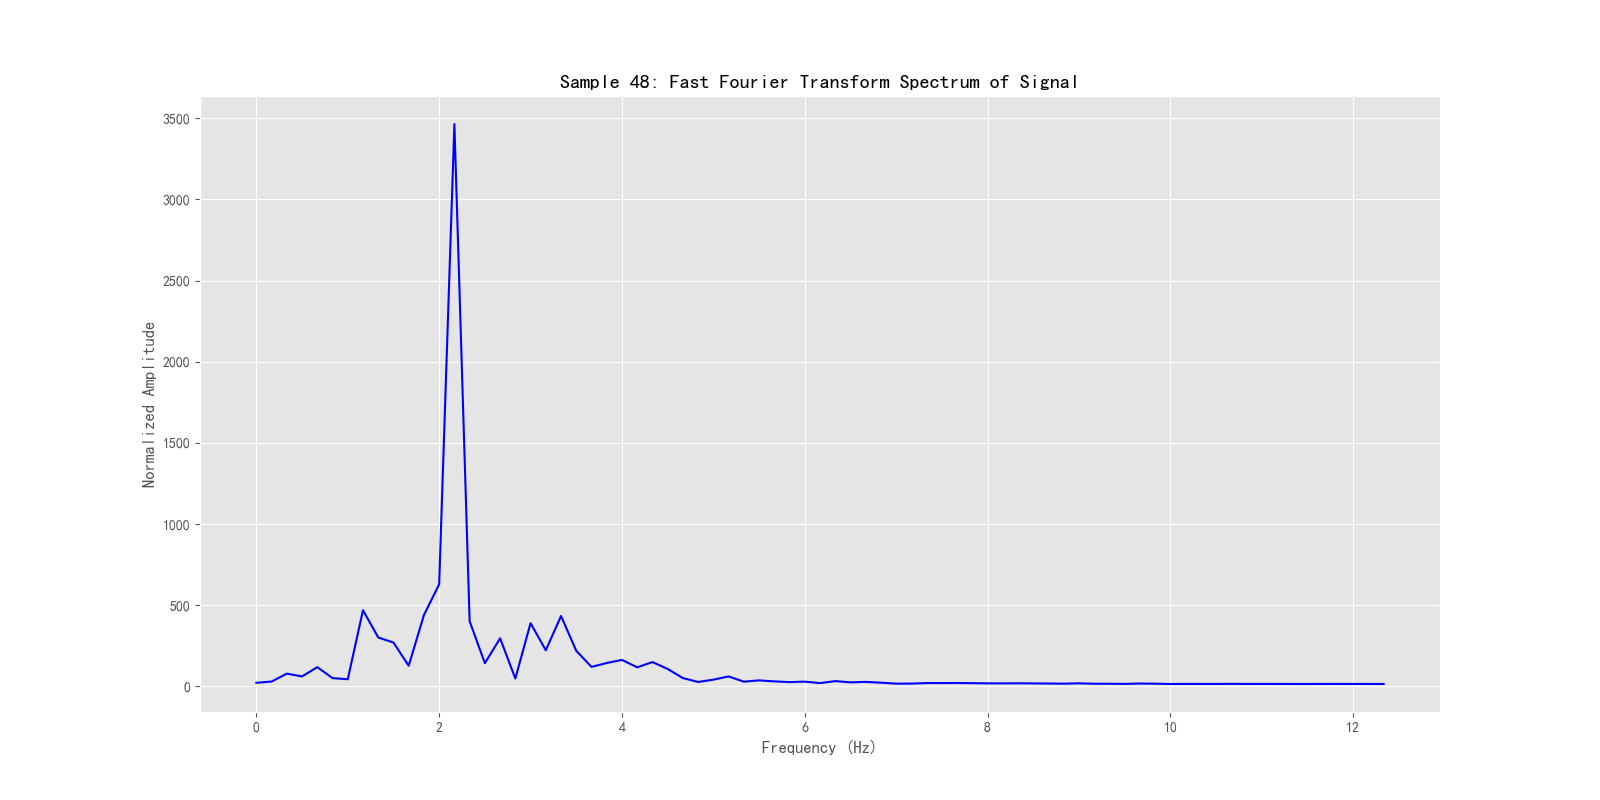 Sample 48: Fast Fourier Transform Spectrum of Signal
3500
3000
2500
2000
1500
1000
500
0
Normalized Amplitude
0 2 4 6 8 10 12
Frequency (Hz)